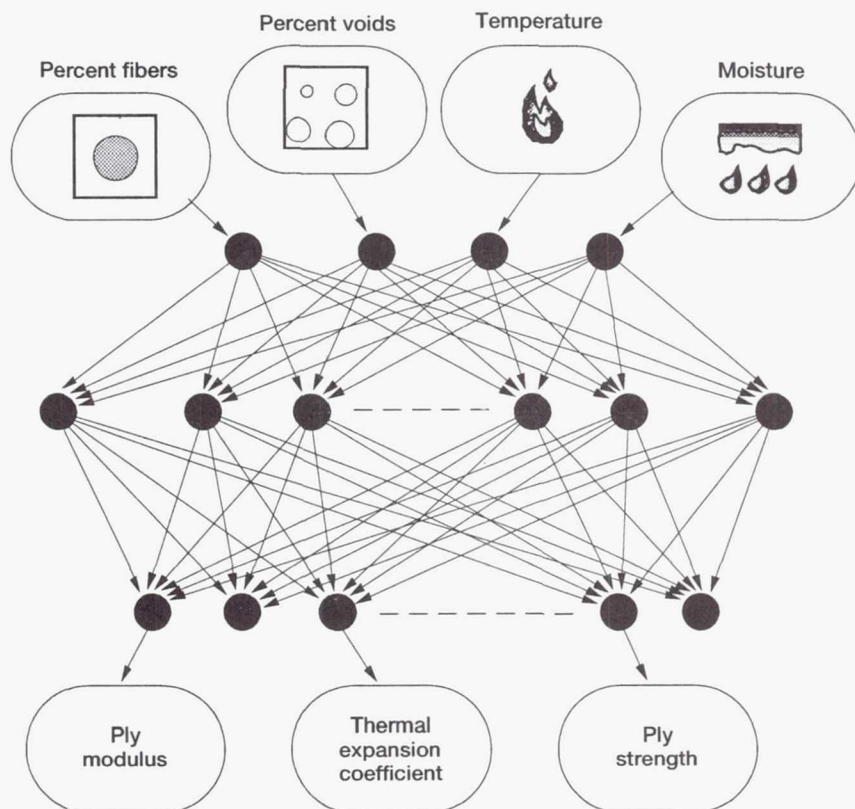 Percent fibers
Percent voids
Temperature
Moisture
Ply
modulus
Thermal
expansion
coefficient
Ply
strength